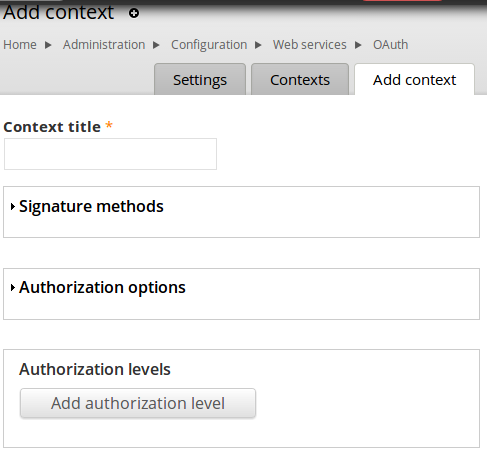 Add context
Home Administration Configuration Web services OAuth
Settings Contexts Add context
Context title *
Signature methods
Authorization options
Authorization levels
Add authorization level